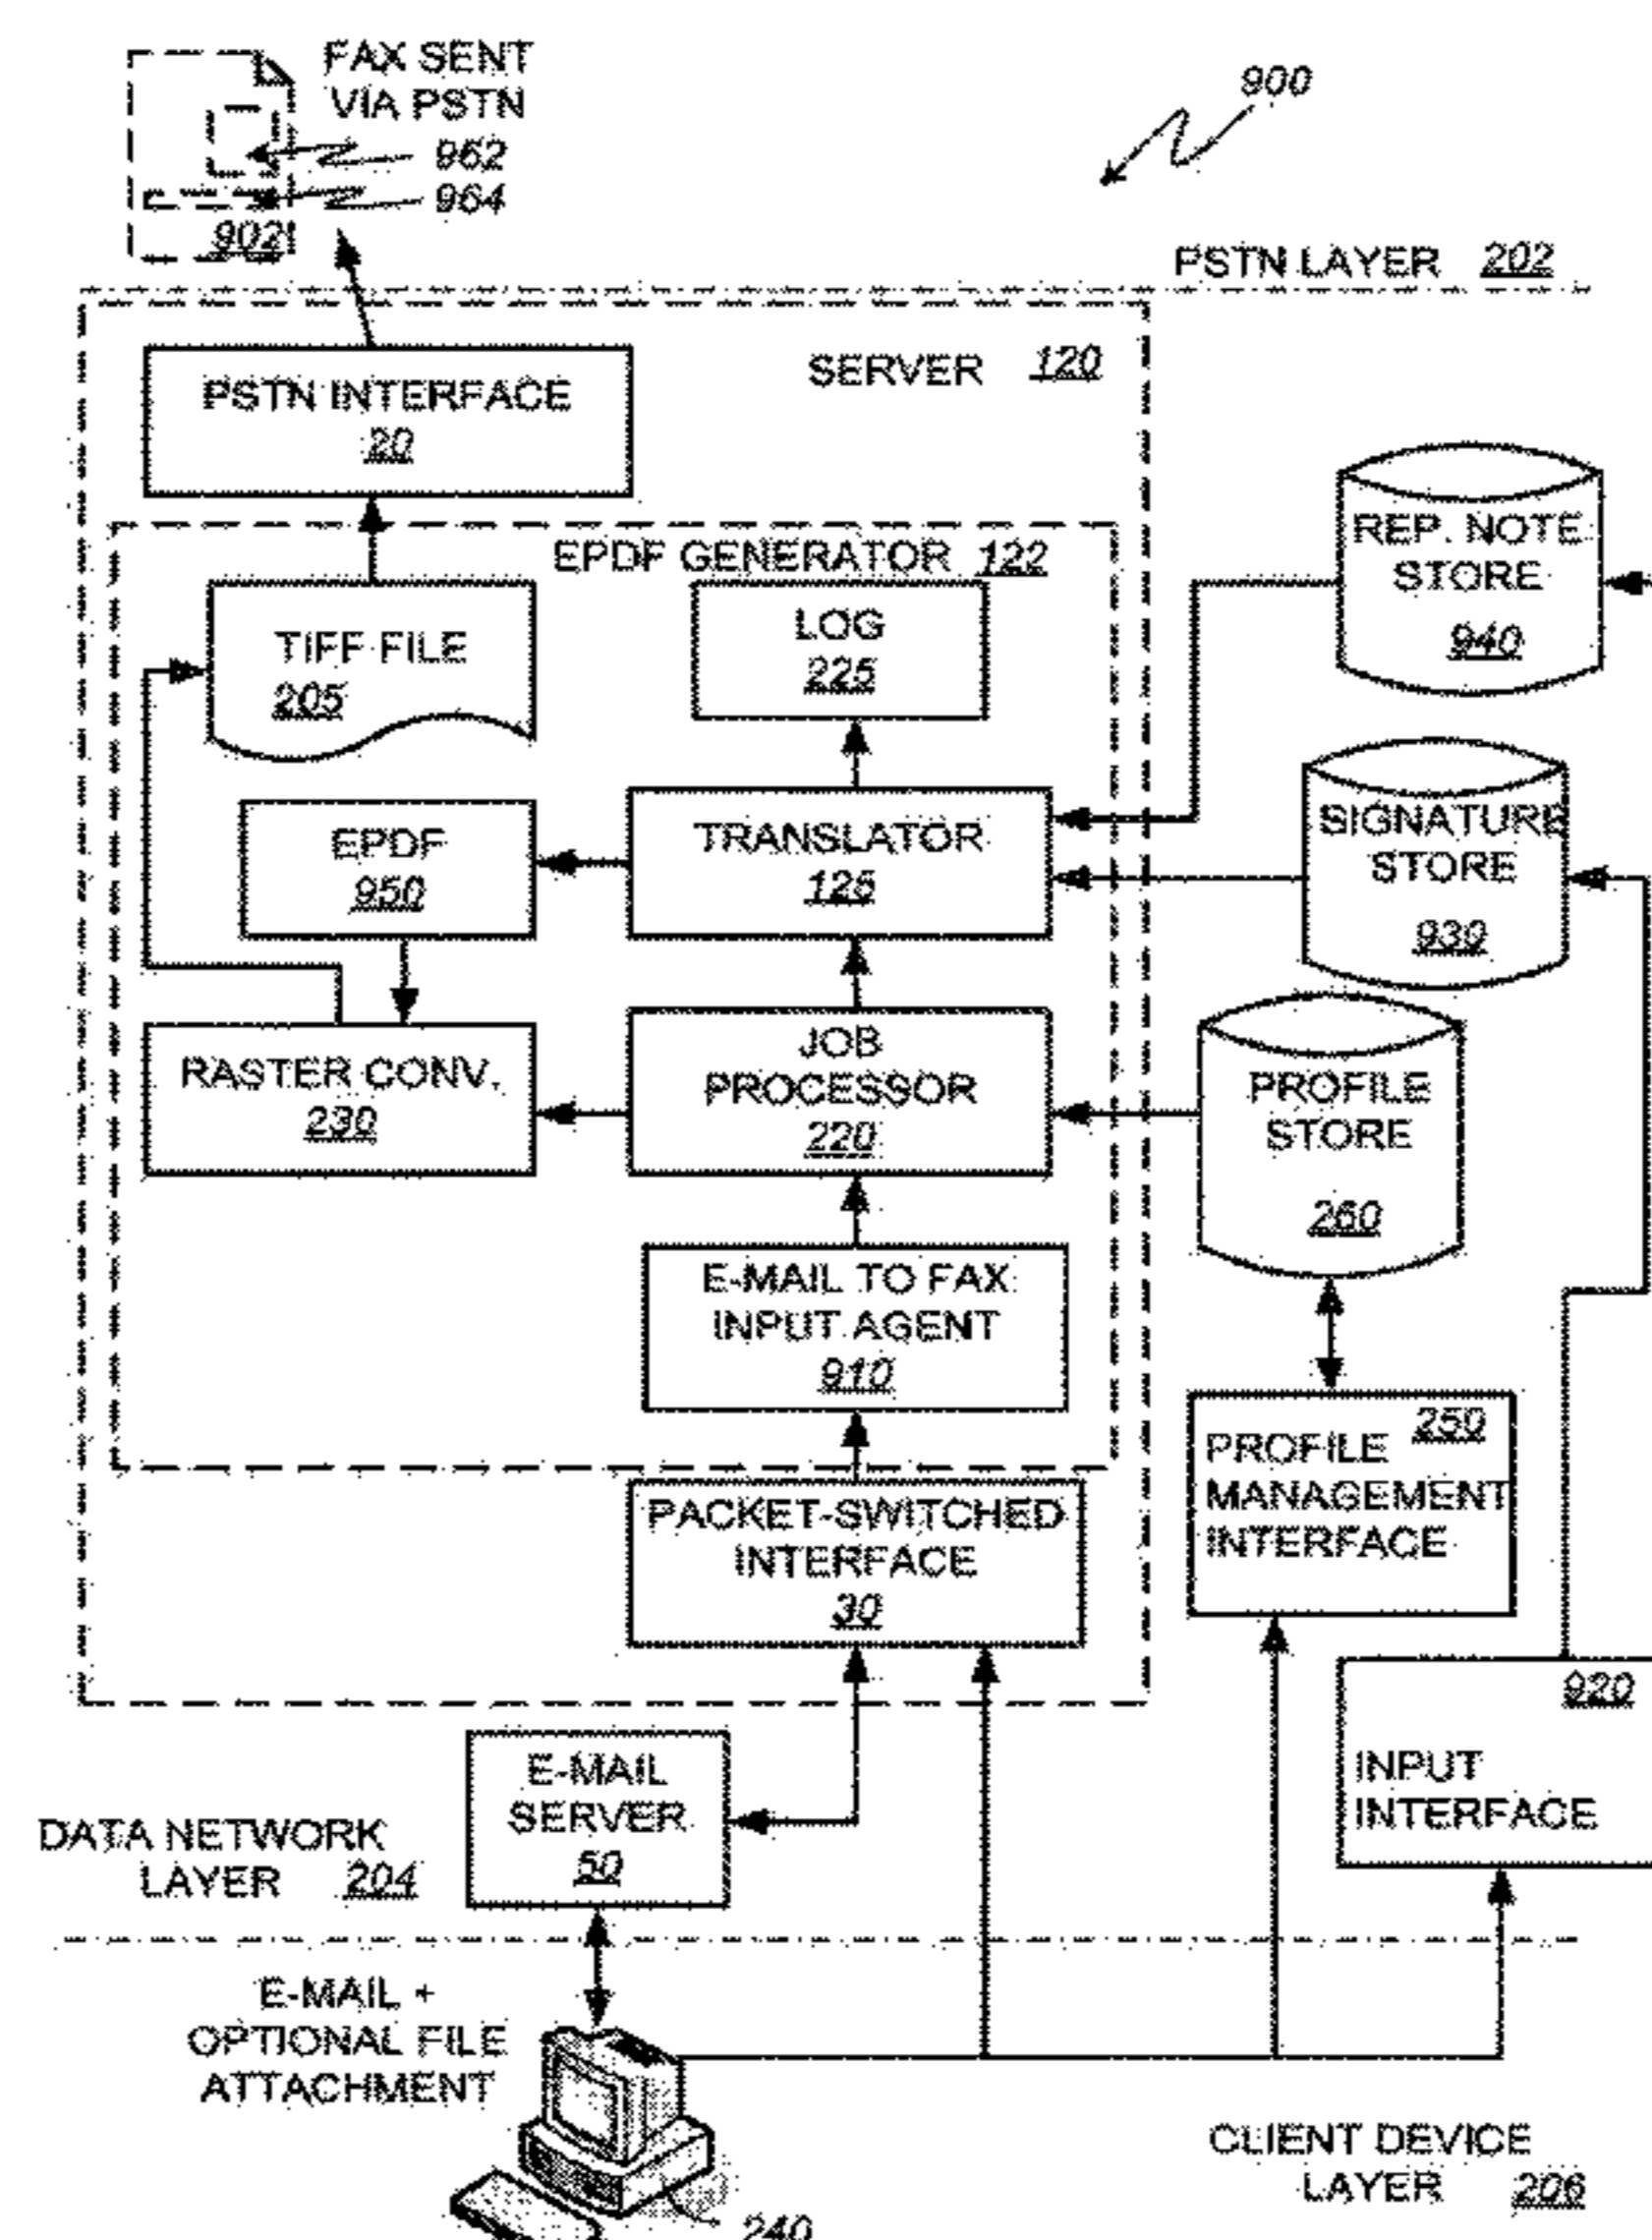 FAX SENT
VIA PSTN
962
964
902
900
PSTN LAYER 202
SERVER 120
PSTN INTERFACE
20
EPDF GENERATOR 122
TIFF FILE
205
LOG
225
REP. NOTE
STORE
940
EPDF
950
TRANSLATOR
125
SIGNATURE
STORE
930
RASTER CONV.
230
JOB
PROCESSOR
220
PROFILE
STORE
260
E-MAIL TO FAX
INPUT AGENT
910
250
PROFILE
MANAGEMENT
INTERFACE
PACKET-SWITCHED
INTERFACE
30
920
INPUT
INTERFACE
E-MAIL
SERVER
50
DATA NETWORK
LAYER 204
E-MAIL +
OPTIONAL FILE
ATTACHMENT
240
CLIENT DEVICE
LAYER 206